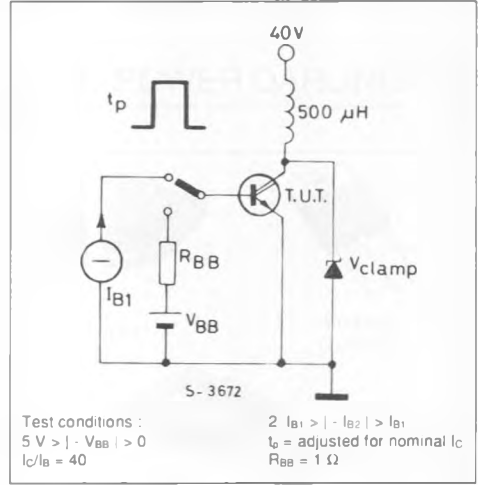 40V
tp
500 µH
T.U.T.
RBB
Vclamp
IB1
VBB
S-3672
Test conditions :
5 V > | - VBB | > 0
IC/IB = 40
2 IB1 > | - IB2 | > IB1
tp = adjusted for nominal IC
RBB = 1 Ω